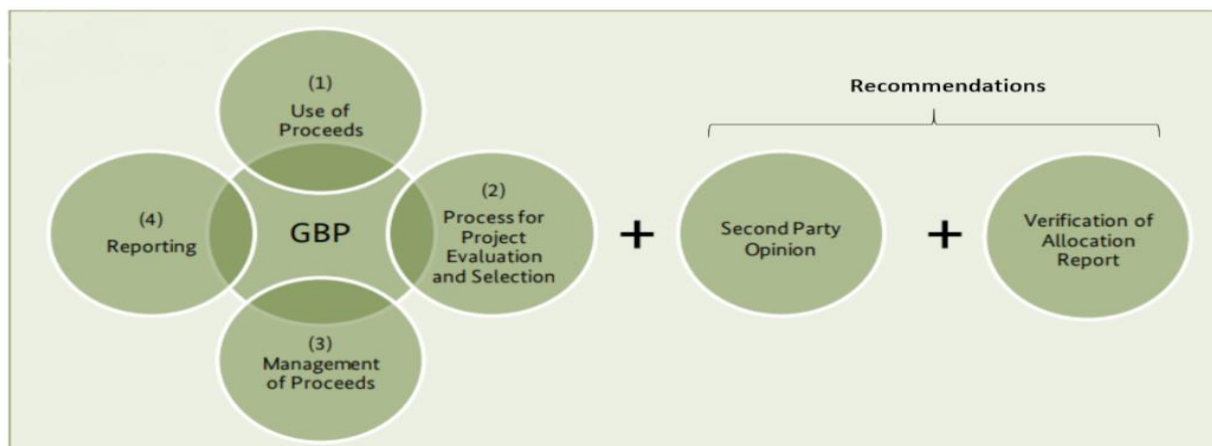 Recommendations
(1)
Use of
Proceeds
(2)
Process for
Project
Evaluation
and Selection
(4)
Reporting
GBP
+
Second Party
Opinion
+
Verification of
Allocation
Report
(3)
Management
of Proceeds